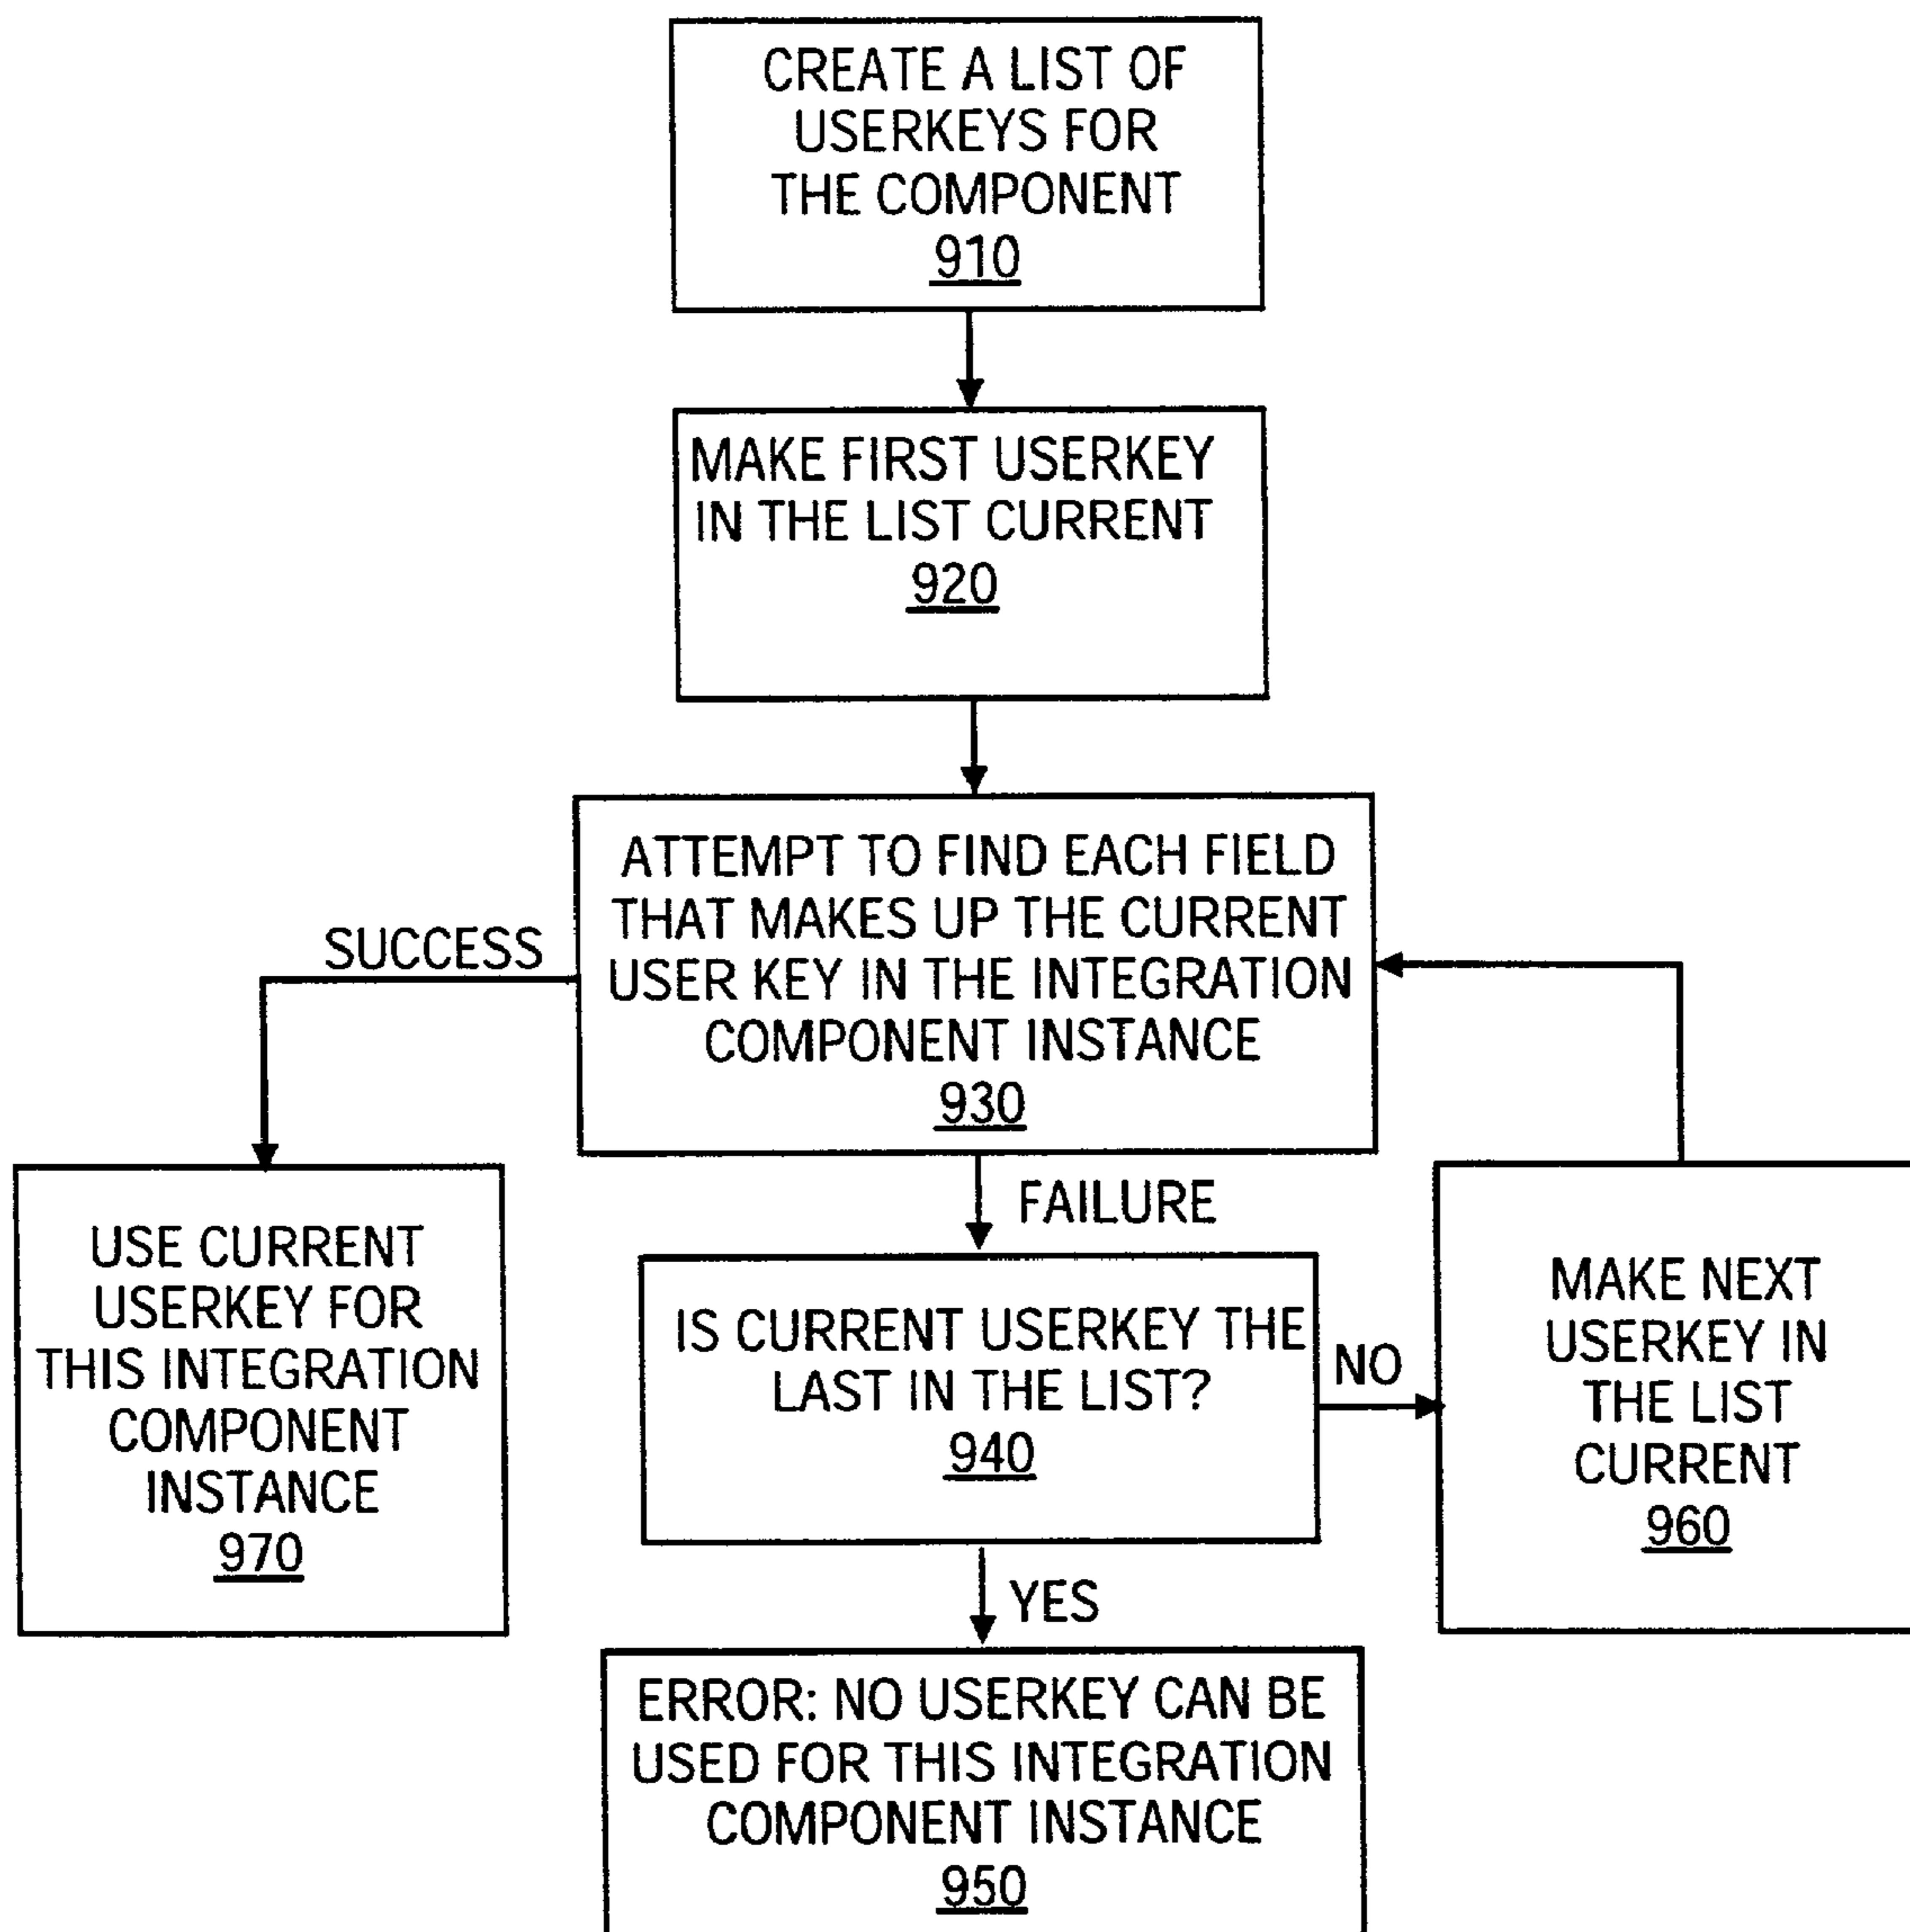 CREATE A LIST OF
USERKEYS FOR
THE COMPONENT
910
MAKE FIRST USERKEY
IN THE LIST CURRENT
920
ATTEMPT TO FIND EACH FIELD
THAT MAKES UP THE CURRENT
USER KEY IN THE INTEGRATION
COMPONENT INSTANCE
930
SUCCESS
FAILURE
USE CURRENT
USERKEY FOR
THIS INTEGRATION
COMPONENT
INSTANCE
970
IS CURRENT USERKEY THE
LAST IN THE LIST?
940
NO
MAKE NEXT
USERKEY IN
THE LIST
CURRENT
960
YES
ERROR: NO USERKEY CAN BE
USED FOR THIS INTEGRATION
COMPONENT INSTANCE
950